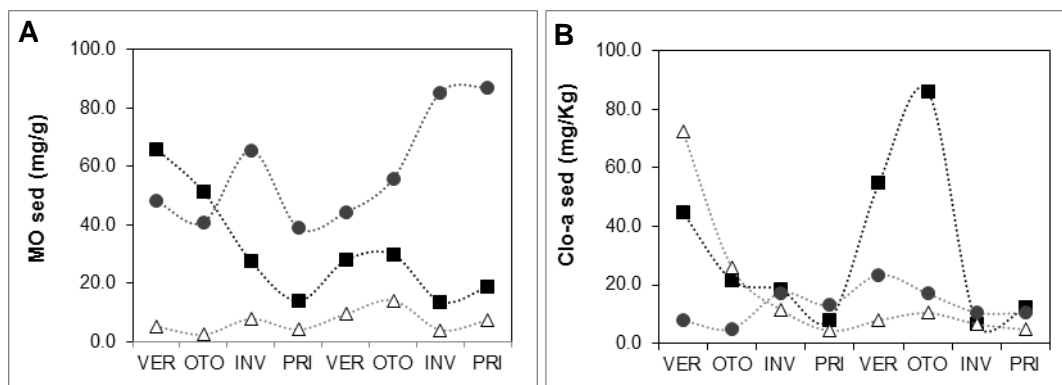 A
MO sed (mg/g)
100.0
80.0
60.0
40.0
20.0
0.0
VER OTO INV PRI VER OTO INV PRI
B
Clo-a sed (mg/Kg)
100.0
80.0
60.0
40.0
20.0
0.0
VER OTO INV PRI VER OTO INV PRI